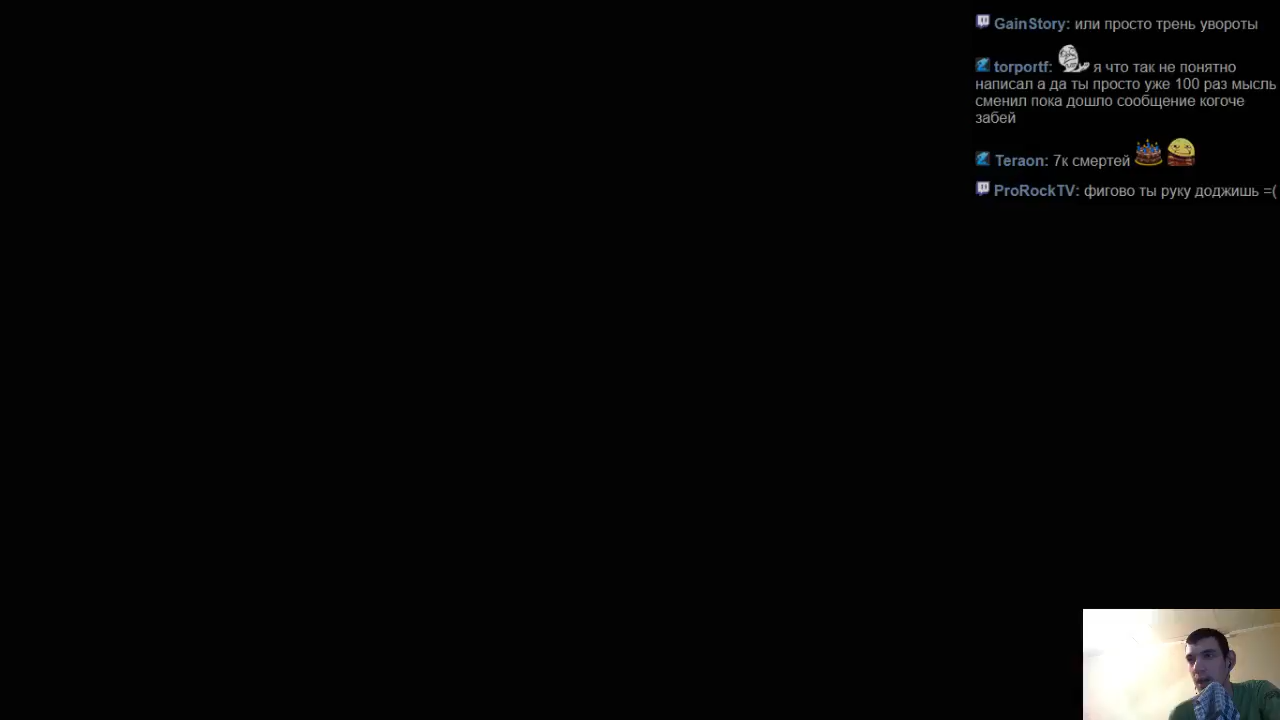 GainStory: или просто трень увороты
torportf: я что так не понятно
написал а да ты просто уже 100 раз мысль
сменил пока дошло сообщение когоче
забей
Teraon: 7к смертей
ProRockTV: фигово ты руку доджишь =(